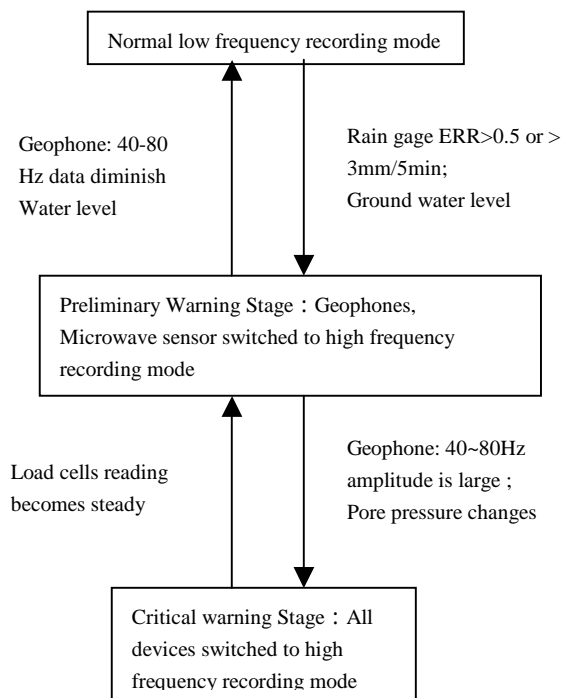 Normal low frequency recording mode
Geophone: 40-80
Hz data diminish
Water level
Rain gage ERR>0.5 or >
3mm/5min;
Ground water level
Preliminary Warning Stage：Geophones,
Microwave sensor switched to high frequency
recording mode
Load cells reading
becomes steady
Geophone: 40~80Hz
amplitude is large ;
Pore pressure changes
Critical warning Stage：All
devices switched to high
frequency recording mode